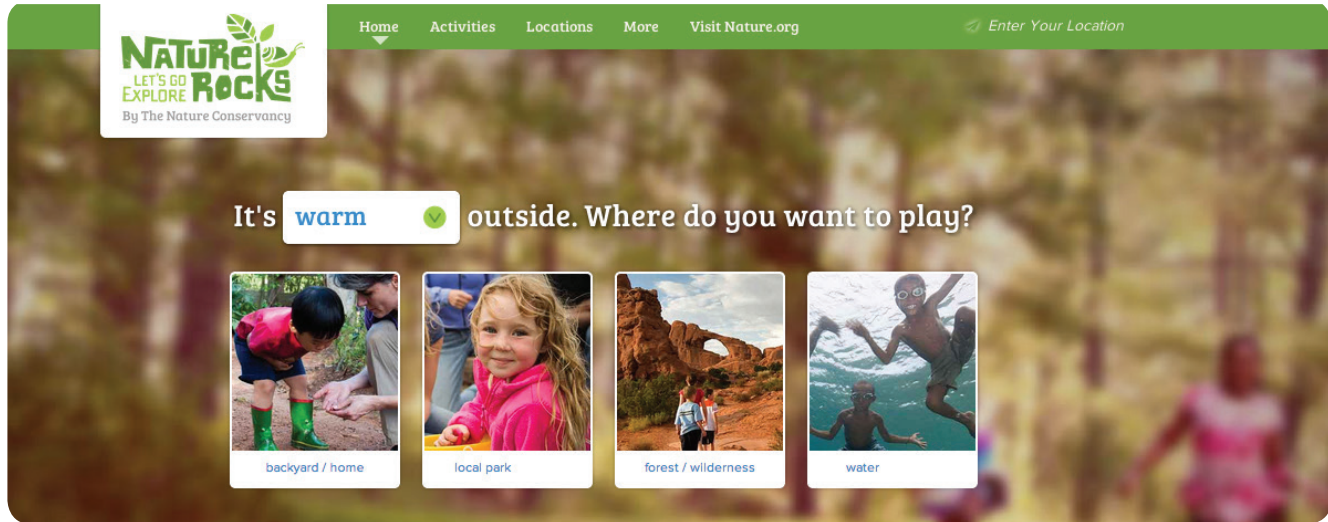 Home Activities Locations More Visit Nature.org Enter Your Location
NATURE
LET'S GO
EXPLORE ROCKS
By The Nature Conservancy
It's warm outside. Where do you want to play?
backyard / home local park forest / wilderness water